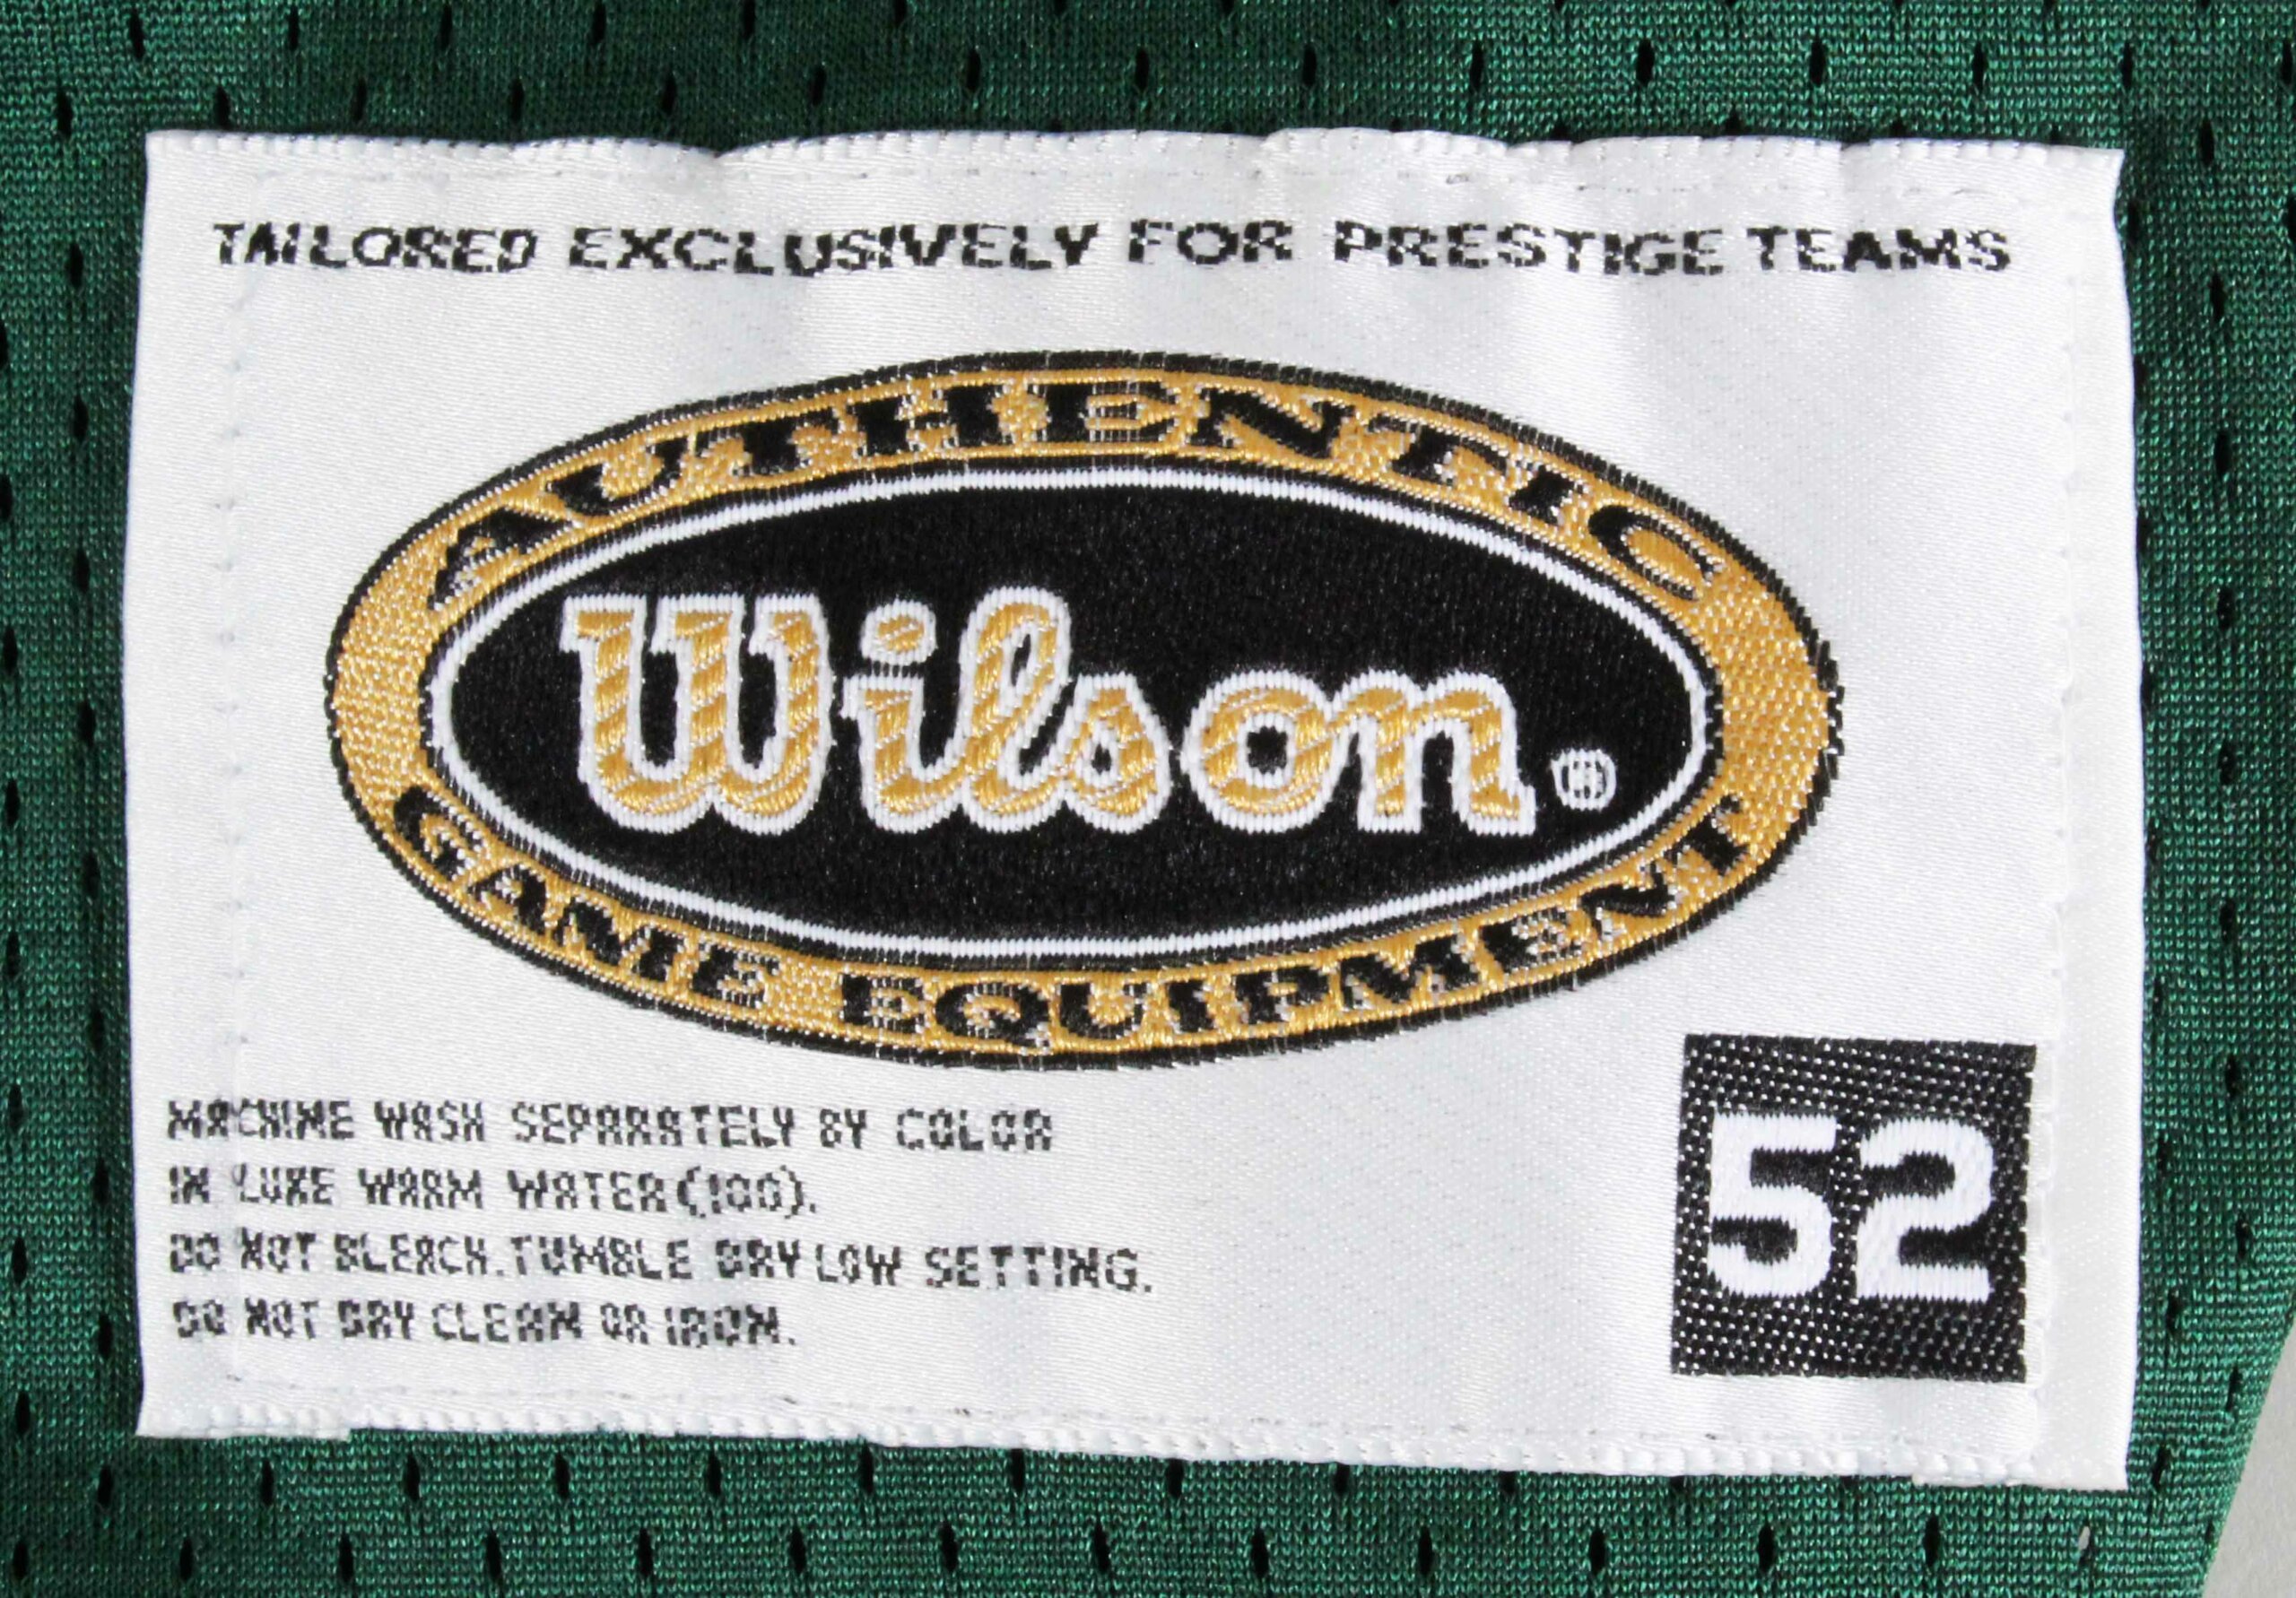 TAILORED EXCLUSIVELY FOR PRESTIGE TEAMS
AUTHENTIC
Wilson®
GAME EQUIPMENT
MACHINE WASH SEPARATELY BY COLOR
IN LUKE WARM WATER (100).
DO NOT BLEACH. TUMBLE DRY LOW SETTING.
DO NOT DRY CLEAN OR IRON.
52